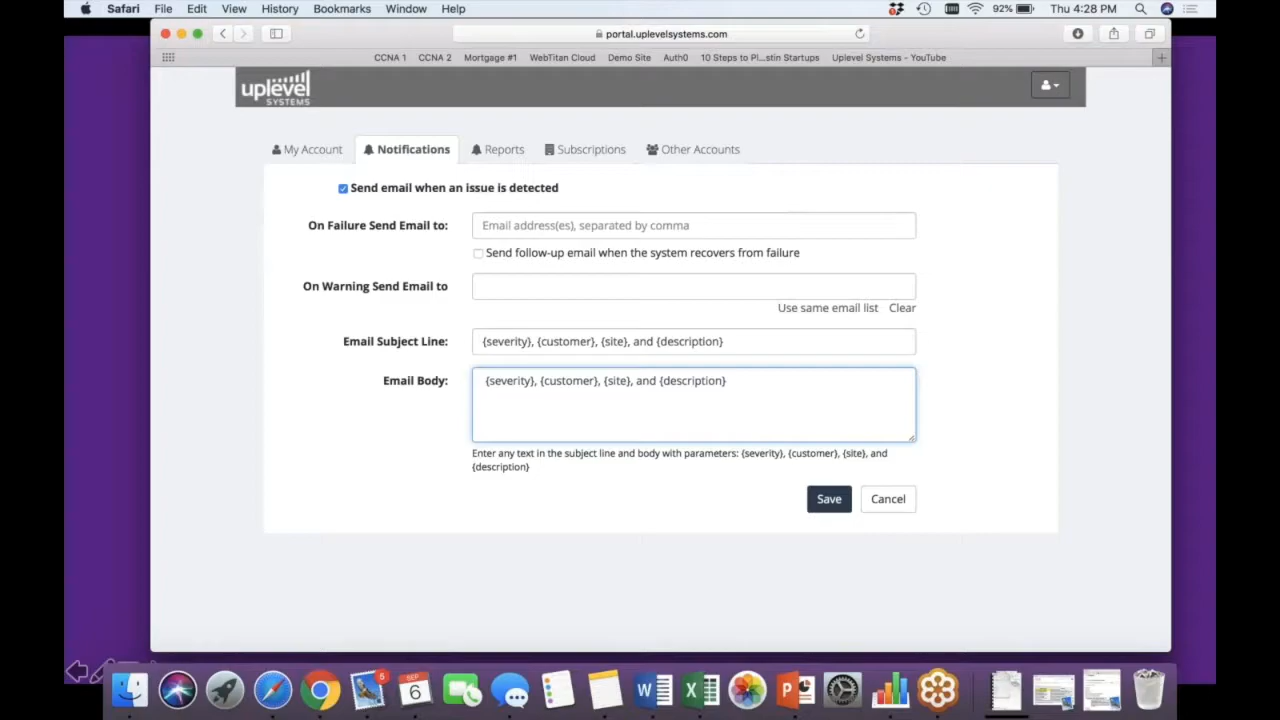 Safari File Edit View History Bookmarks Window Help 92% Thu 4:28 PM
portal.uplevelsystems.com
CCNA 1 CCNA 2 Mortgage #1 WebTitan Cloud Demo Site Auth0 10 Steps to Pl...stin Startups Uplevel Systems - YouTube
uplevel
SYSTEMS
My Account Notifications Reports Subscriptions Other Accounts
Send email when an issue is detected
On Failure Send Email to: Email address(es), separated by comma
Send follow-up email when the system recovers from failure
On Warning Send Email to
Use same email list Clear
Email Subject Line: {severity}, {customer}, {site}, and {description}
Email Body: {severity}, {customer}, {site}, and {description}
Enter any text in the subject line and body with parameters: {severity}, {customer}, {site}, and
{description}
Save Cancel
5
SEP
6
W X P